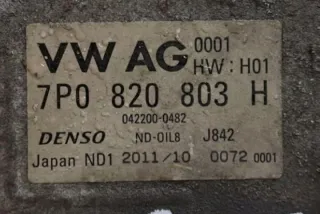 VW AG 0001
HW : H01
7P0 820 803 H
042200-0482
DENSO ND-OIL8 J842
Japan ND1 2011/10 0072 0001